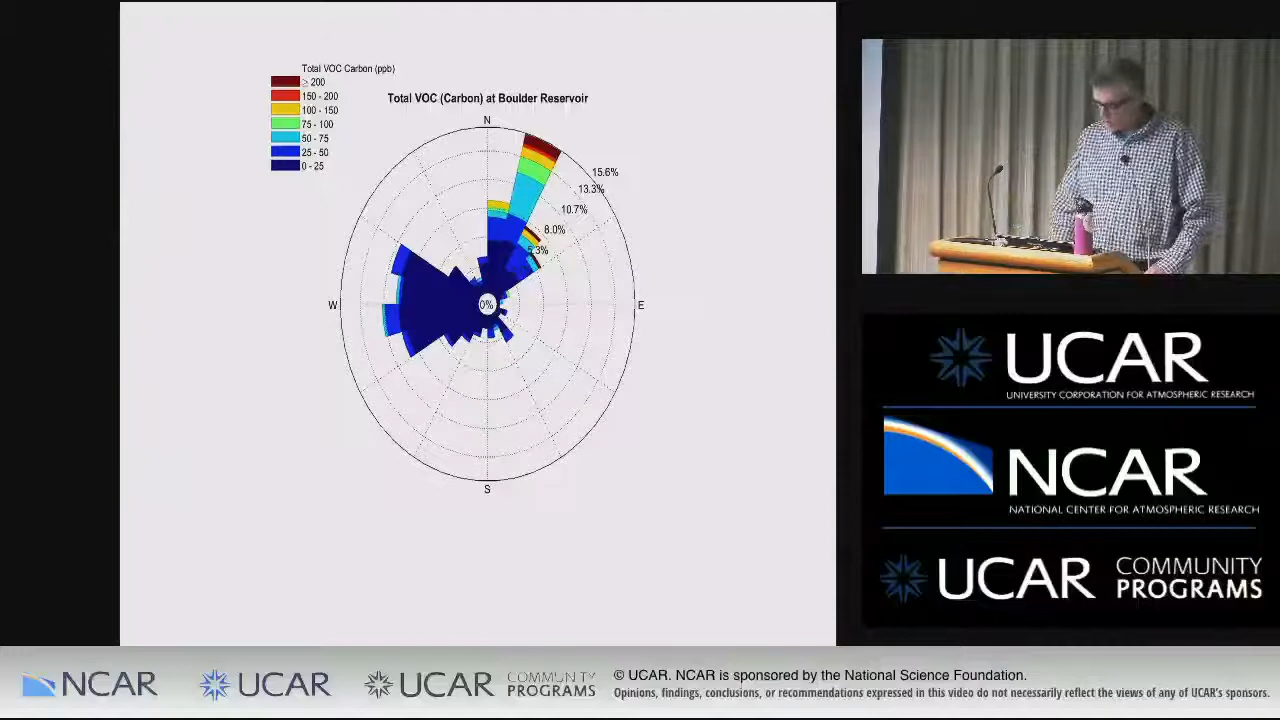 Total VOC Carbon (ppb)
≥ 200
150 - 200
100 - 150
75 - 100
50 - 75
25 - 50
0 - 25
Total VOC (Carbon) at Boulder Reservoir
N
15.6%
13.3%
10.7%
8.0%
5.3%
W
0%
E
S
UCAR
UNIVERSITY CORPORATION FOR ATMOSPHERIC RESEARCH
NCAR
NATIONAL CENTER FOR ATMOSPHERIC RESEARCH
UCAR COMMUNITY
PROGRAMS
NCAR
UCAR
UCAR COMMUNITY
PROGRAMS
© UCAR. NCAR is sponsored by the National Science Foundation.
Opinions, findings, conclusions, or recommendations expressed in this video do not necessarily reflect the views of any of UCAR's sponsors.